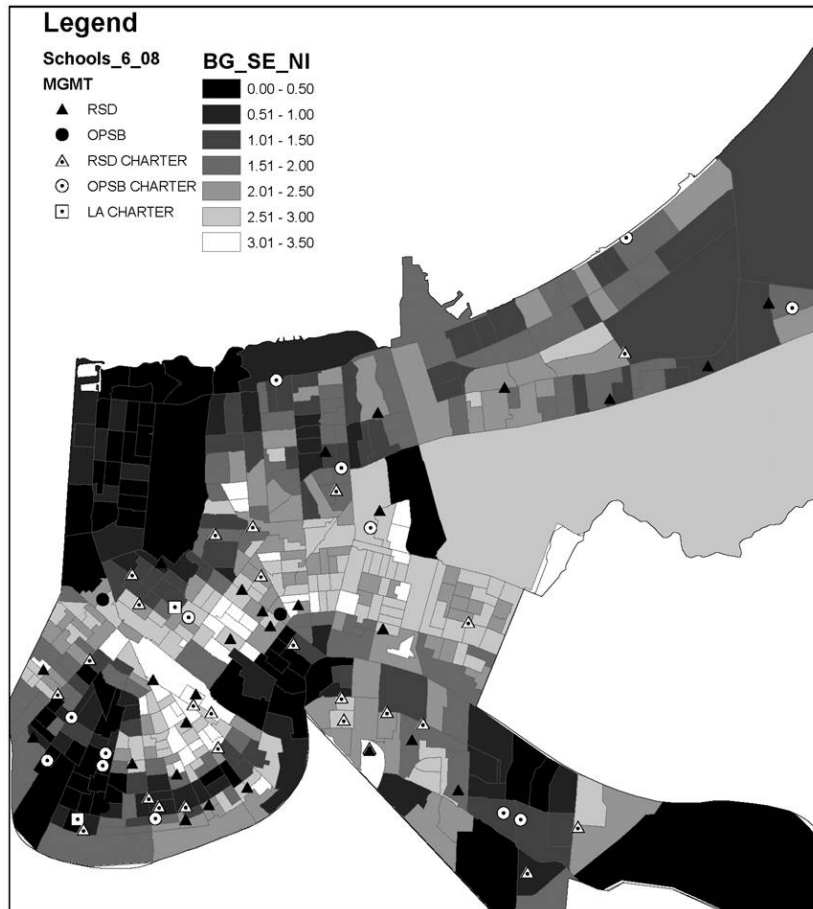 Legend
Schools_6_08
MGMT
RSD
OPSB
RSD CHARTER
OPSB CHARTER
LA CHARTER
BG_SE_NI
0.00 - 0.50
0.51 - 1.00
1.01 - 1.50
1.51 - 2.00
2.01 - 2.50
2.51 - 3.00
3.01 - 3.50